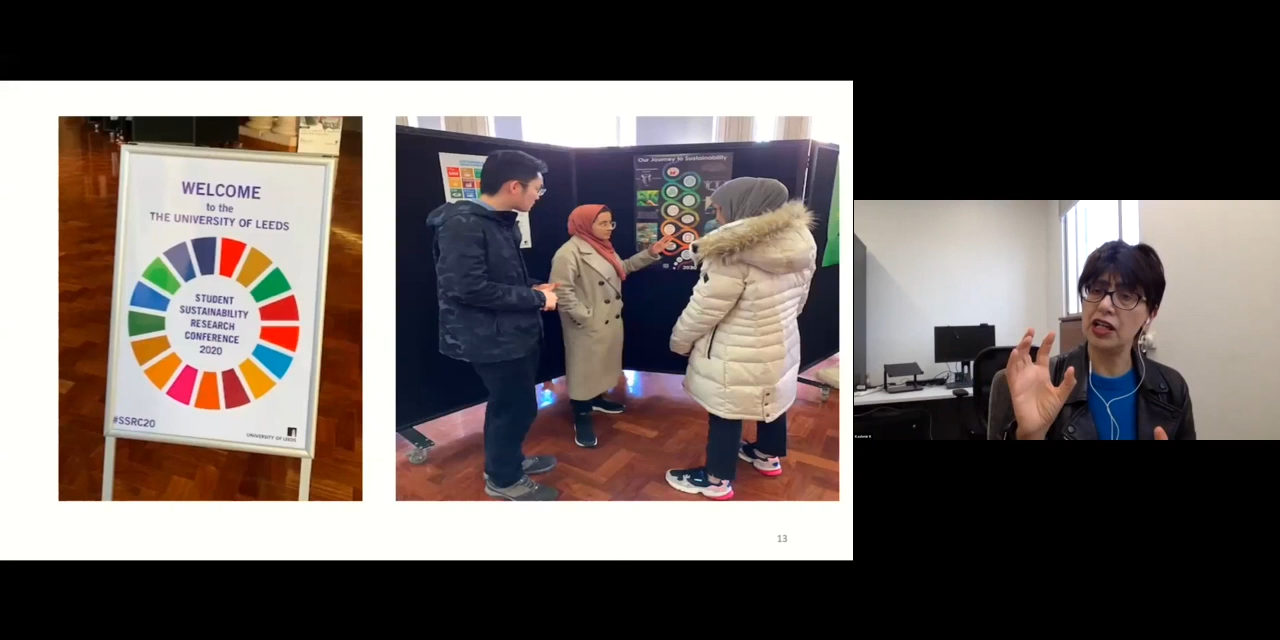 WELCOME
to the
THE UNIVERSITY OF LEEDS
STUDENT
SUSTAINABILITY
RESEARCH
CONFERENCE
2020
#SSRC20
UNIVERSITY OF LEEDS
Our Journey to Sustainability
2030
13